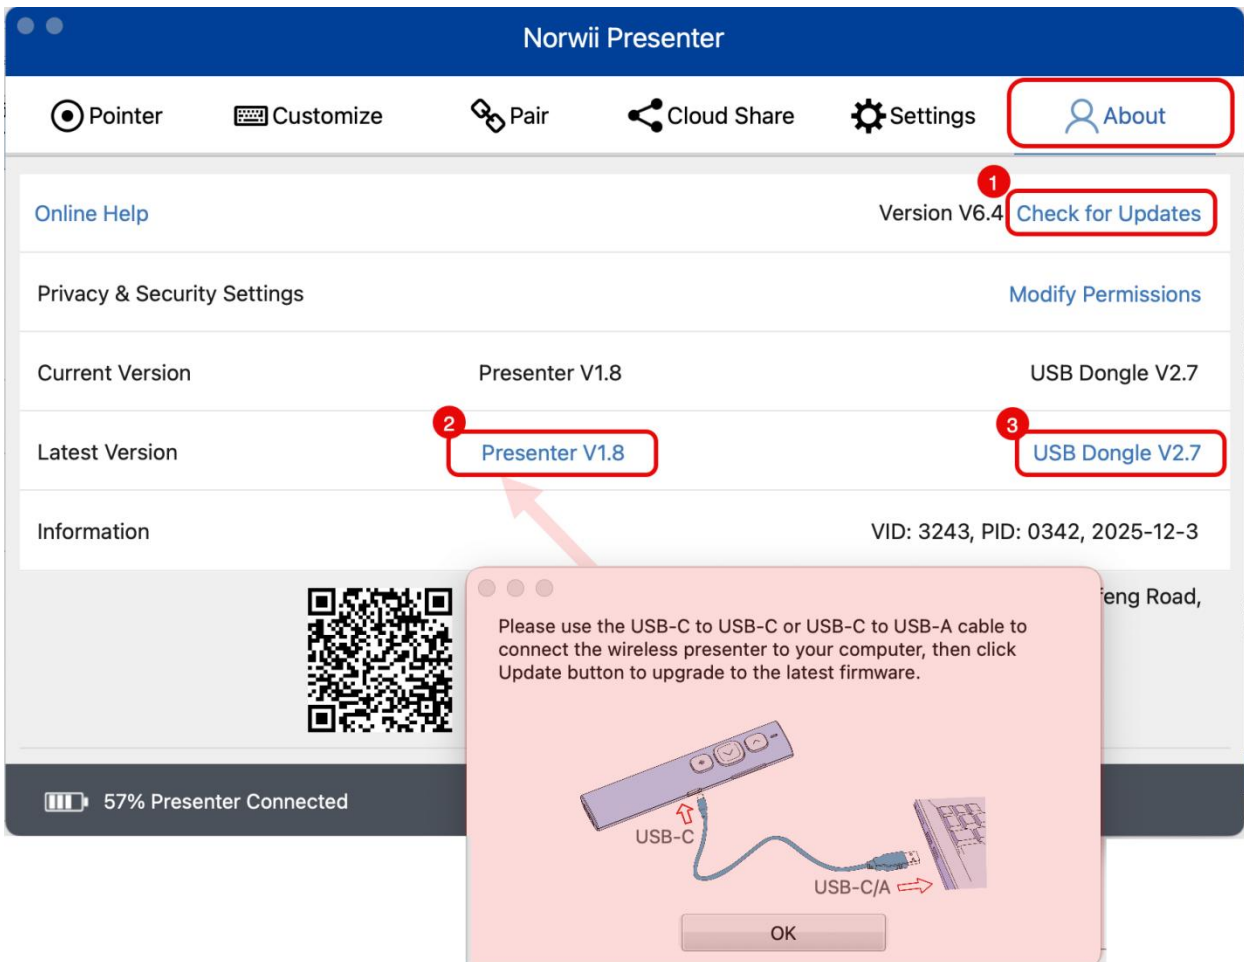 Norwii Presenter
Pointer Customize Pair Cloud Share Settings About
1
Online Help Version V6.4 Check for Updates
Privacy & Security Settings Modify Permissions
Current Version Presenter V1.8 USB Dongle V2.7
2 3
Latest Version Presenter V1.8 USB Dongle V2.7
Information VID: 3243, PID: 0342, 2025-12-3
feng Road,
Please use the USB-C to USB-C or USB-C to USB-A cable to
connect the wireless presenter to your computer, then click
Update button to upgrade to the latest firmware.
57% Presenter Connected
USB-C
USB-C/A
OK